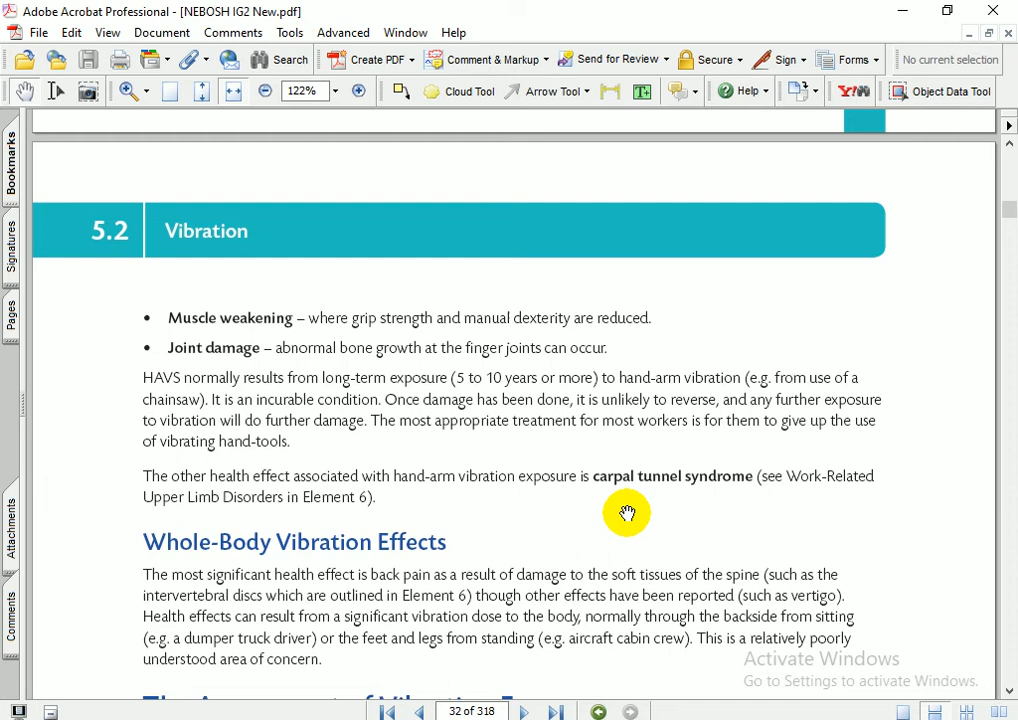 Adobe Acrobat Professional - [NEBOSH IG2 New.pdf]
File Edit View Document Comments Tools Advanced Window Help
Search Create PDF Comment & Markup Send for Review Secure Sign Forms No current selection
122% Cloud Tool Arrow Tool T Help Y! Object Data Tool
Bookmarks
Signatures
Pages
Attachments
Comments
5.2 Vibration
• Muscle weakening – where grip strength and manual dexterity are reduced.
• Joint damage – abnormal bone growth at the finger joints can occur.
HAVS normally results from long-term exposure (5 to 10 years or more) to hand-arm vibration (e.g. from use of a
chainsaw). It is an incurable condition. Once damage has been done, it is unlikely to reverse, and any further exposure
to vibration will do further damage. The most appropriate treatment for most workers is for them to give up the use
of vibrating hand-tools.
The other health effect associated with hand-arm vibration exposure is carpal tunnel syndrome (see Work-Related
Upper Limb Disorders in Element 6).
Whole-Body Vibration Effects
The most significant health effect is back pain as a result of damage to the soft tissues of the spine (such as the
intervertebral discs which are outlined in Element 6) though other effects have been reported (such as vertigo).
Health effects can result from a significant vibration dose to the body, normally through the backside from sitting
(e.g. a dumper truck driver) or the feet and legs from standing (e.g. aircraft cabin crew). This is a relatively poorly
understood area of concern.
Activate Windows
Go to Settings to activate Windows.
32 of 318